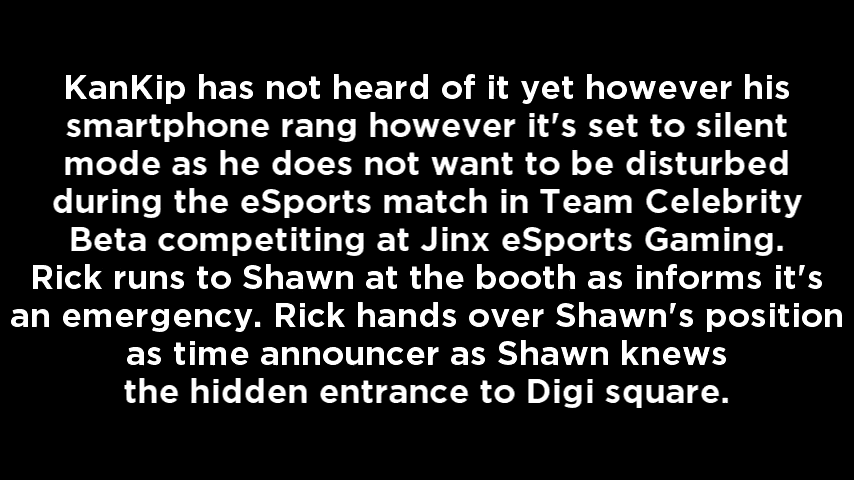 KanKip has not heard of it yet however his
smartphone rang however it's set to silent
mode as he does not want to be disturbed
during the eSports match in Team Celebrity
Beta competiting at Jinx eSports Gaming.
Rick runs to Shawn at the booth as informs it's
an emergency. Rick hands over Shawn's position
as time announcer as Shawn knews
the hidden entrance to Digi square.